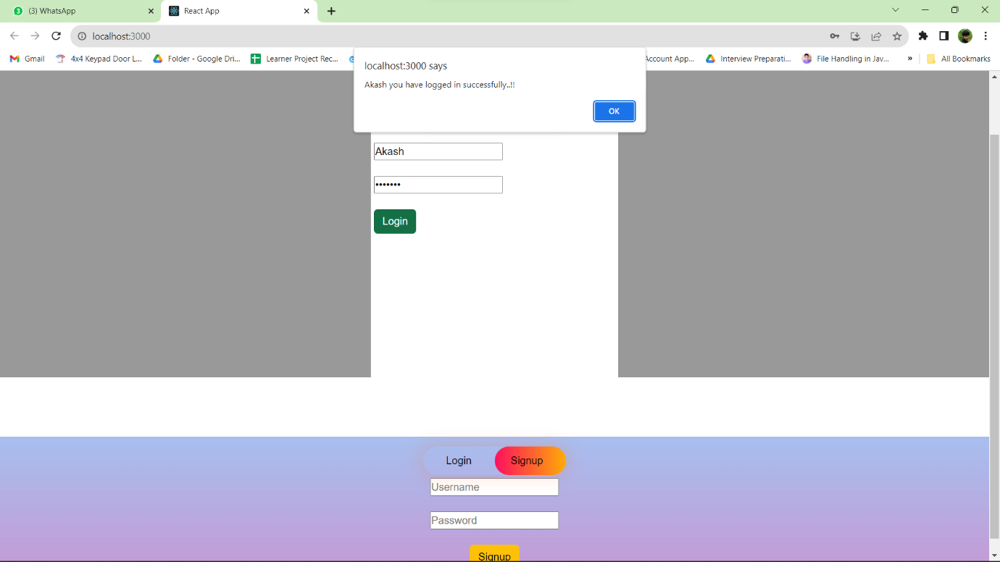 (3) WhatsApp
React App
localhost:3000
Gmail
4x4 Keypad Door L...
Folder - Google Dri...
Learner Project Rec...
Account App...
Interview Preparati...
File Handling in Jav...
»
All Bookmarks
localhost:3000 says
Akash you have logged in successfully..!!
OK
Akash
•••••••
Login
Login
Signup
Username
Password
Signup